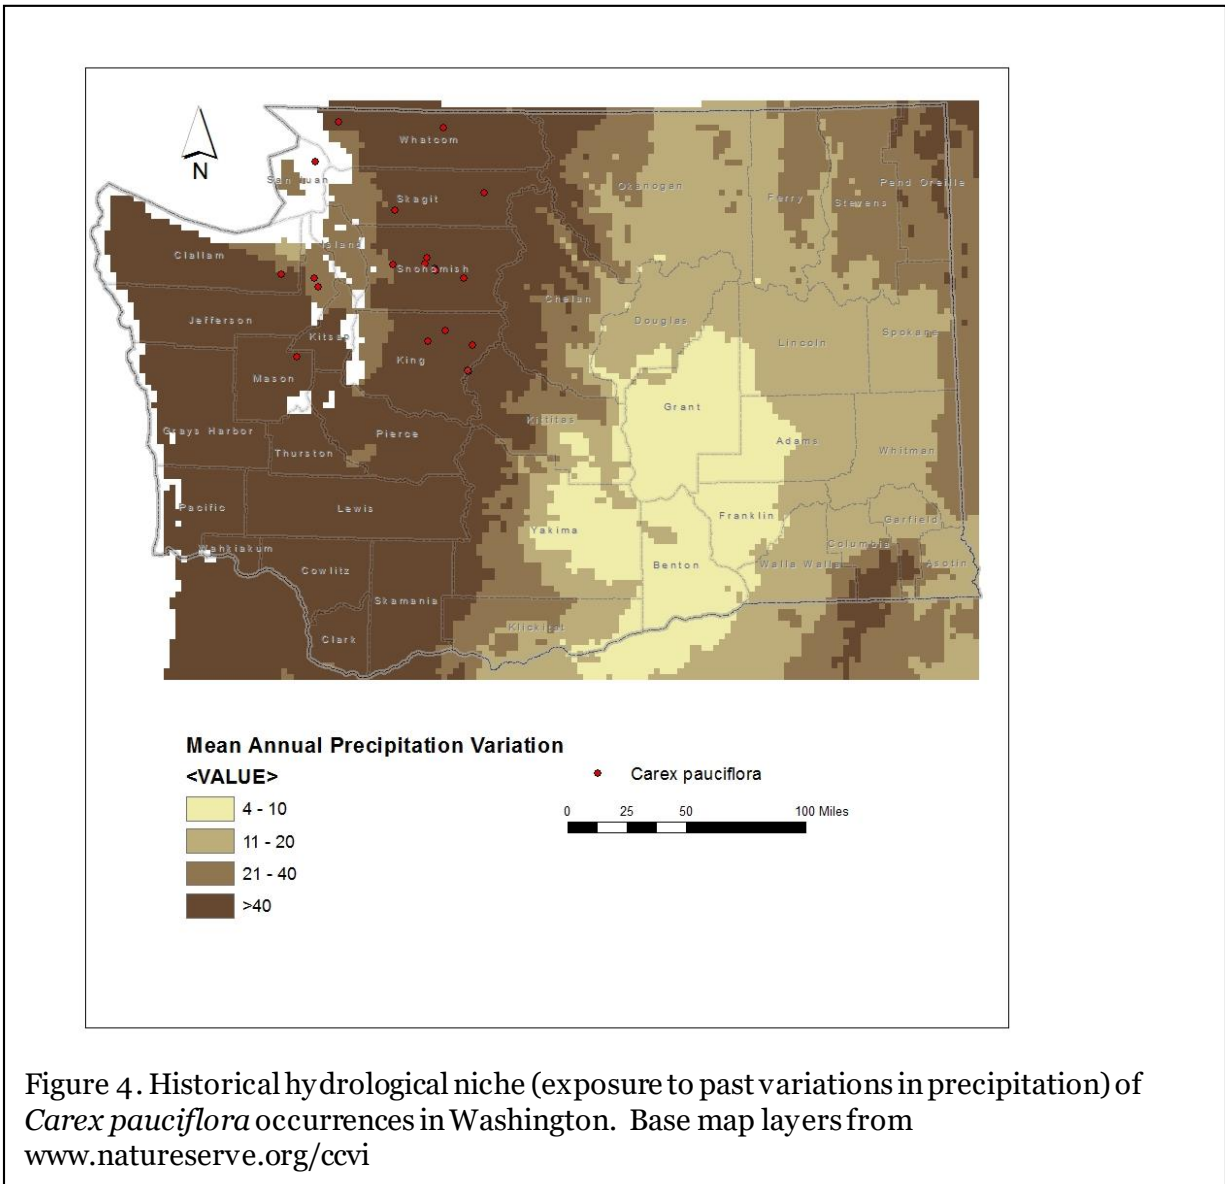 N
Whatcom
San Juan
Okanogan
Ferry
Pend Oreille
Stevens
Skagit
Island
Clallam
Snohomish
Chelan
Jefferson
Douglas
Spokane
Kitsap
Lincoln
King
Mason
Grant
Kittitas
Grays Harbor
Pierce
Adams
Thurston
Whitman
Pacific
Lewis
Yakima
Franklin
Garfield
Wahkiakum
Columbia
Cowlitz
Benton
Walla Walla
Asotin
Skamania
Klickitat
Clark
Mean Annual Precipitation Variation
<VALUE>
4 - 10
11 - 20
21 - 40
>40
Carex pauciflora
0 25 50 100 Miles
Figure 4. Historical hydrological niche (exposure to past variations in precipitation) of
Carex pauciflora occurrences in Washington. Base map layers from
www.natureserve.org/ccvi